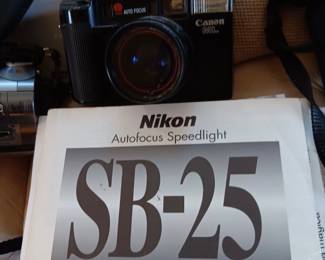 AUTO FOCUS
Canon
Nikon
Autofocus Speedlight
SB-25